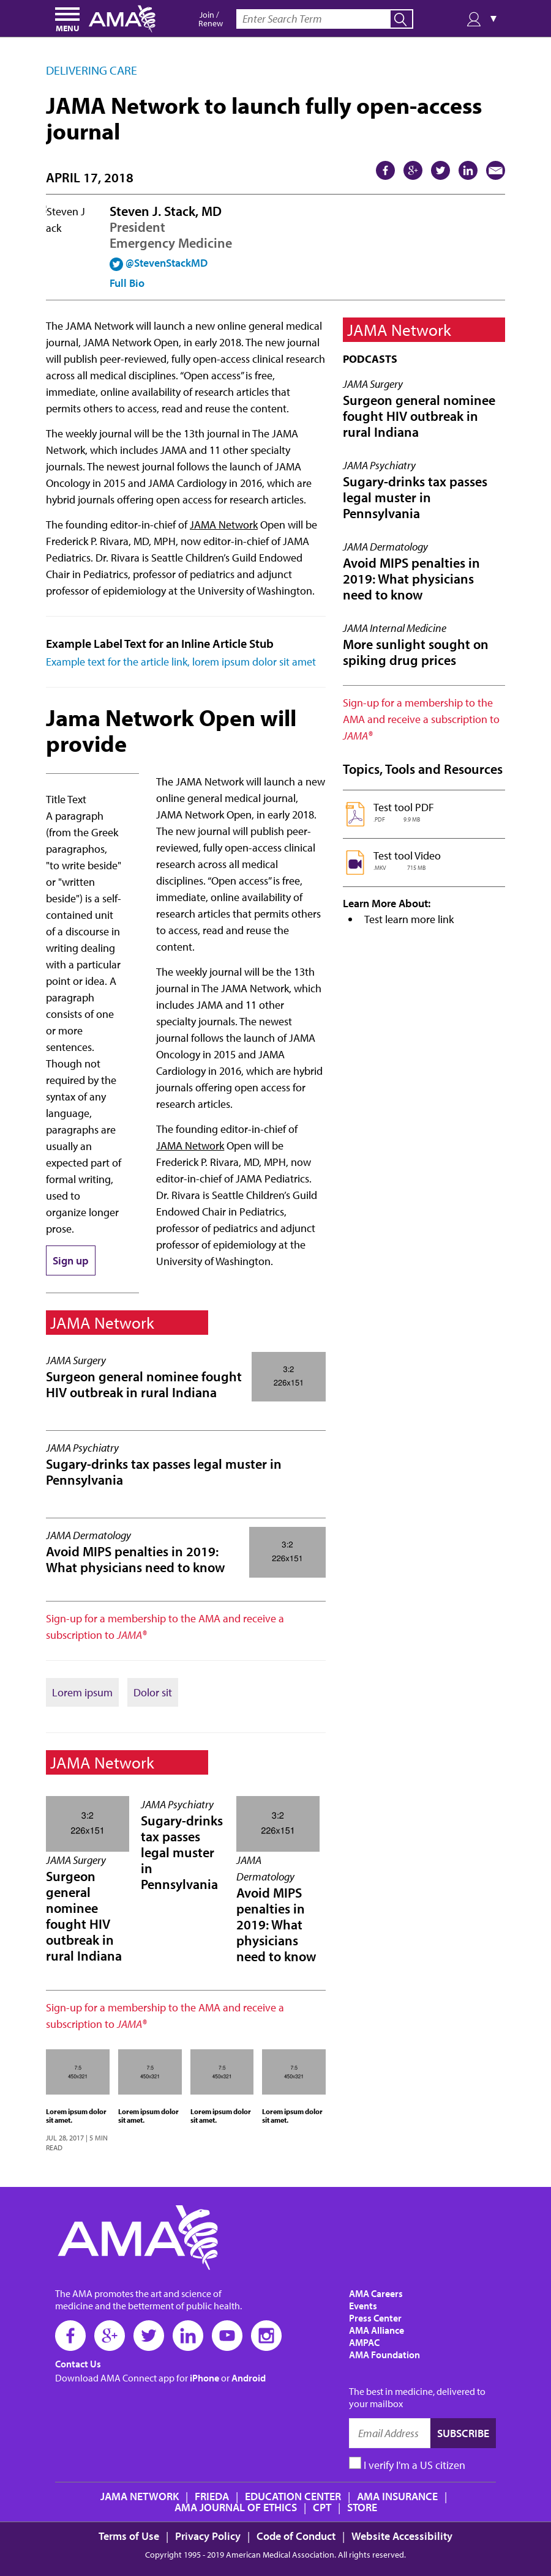 MENU
AMA
Join /
Renew
Enter Search Term
▼
DELIVERING CARE
JAMA Network to launch fully open-access
journal
APRIL 17, 2018
Steven J
ack
Steven J. Stack, MD
President
Emergency Medicine
@StevenStackMD
Full Bio
The JAMA Network will launch a new online general medical
journal, JAMA Network Open, in early 2018. The new journal
will publish peer-reviewed, fully open-access clinical research
across all medical disciplines. “Open access” is free,
immediate, online availability of research articles that
permits others to access, read and reuse the content.
The weekly journal will be the 13th journal in The JAMA
Network, which includes JAMA and 11 other specialty
journals. The newest journal follows the launch of JAMA
Oncology in 2015 and JAMA Cardiology in 2016, which are
hybrid journals offering open access for research articles.
The founding editor-in-chief of JAMA Network Open will be
Frederick P. Rivara, MD, MPH, now editor-in-chief of JAMA
Pediatrics. Dr. Rivara is Seattle Children’s Guild Endowed
Chair in Pediatrics, professor of pediatrics and adjunct
professor of epidemiology at the University of Washington.
Example Label Text for an Inline Article Stub
Example text for the article link, lorem ipsum dolor sit amet
Jama Network Open will
provide
Title Text
A paragraph
(from the Greek
paragraphos,
"to write beside"
or "written
beside") is a self-
contained unit
of a discourse in
writing dealing
with a particular
point or idea. A
paragraph
consists of one
or more
sentences.
Though not
required by the
syntax of any
language,
paragraphs are
usually an
expected part of
formal writing,
used to
organize longer
prose.
Sign up
The JAMA Network will launch a new
online general medical journal,
JAMA Network Open, in early 2018.
The new journal will publish peer-
reviewed, fully open-access clinical
research across all medical
disciplines. “Open access” is free,
immediate, online availability of
research articles that permits others
to access, read and reuse the
content.
The weekly journal will be the 13th
journal in The JAMA Network, which
includes JAMA and 11 other
specialty journals. The newest
journal follows the launch of JAMA
Oncology in 2015 and JAMA
Cardiology in 2016, which are hybrid
journals offering open access for
research articles.
The founding editor-in-chief of
JAMA Network Open will be
Frederick P. Rivara, MD, MPH, now
editor-in-chief of JAMA Pediatrics.
Dr. Rivara is Seattle Children’s Guild
Endowed Chair in Pediatrics,
professor of pediatrics and adjunct
professor of epidemiology at the
University of Washington.
JAMA Network
JAMA Surgery
Surgeon general nominee fought
HIV outbreak in rural Indiana
3:2
226x151
JAMA Psychiatry
Sugary-drinks tax passes legal muster in
Pennsylvania
JAMA Dermatology
Avoid MIPS penalties in 2019:
What physicians need to know
3:2
226x151
Sign-up for a membership to the AMA and receive a
subscription to JAMA®
Lorem ipsum
Dolor sit
JAMA Network
3:2
226x151
JAMA Surgery
Surgeon
general
nominee
fought HIV
outbreak in
rural Indiana
JAMA Psychiatry
Sugary-drinks
tax passes
legal muster
in
Pennsylvania
3:2
226x151
JAMA
Dermatology
Avoid MIPS
penalties in
2019: What
physicians
need to know
Sign-up for a membership to the AMA and receive a
subscription to JAMA®
7:5
450x321
Lorem ipsum dolor
sit amet.
JUL 28, 2017 | 5 MIN
READ
7:5
450x321
Lorem ipsum dolor
sit amet.
7:5
450x321
Lorem ipsum dolor
sit amet.
7:5
450x321
Lorem ipsum dolor
sit amet.
JAMA Network
PODCASTS
JAMA Surgery
Surgeon general nominee
fought HIV outbreak in
rural Indiana
JAMA Psychiatry
Sugary-drinks tax passes
legal muster in
Pennsylvania
JAMA Dermatology
Avoid MIPS penalties in
2019: What physicians
need to know
JAMA Internal Medicine
More sunlight sought on
spiking drug prices
Sign-up for a membership to the
AMA and receive a subscription to
JAMA®
Topics, Tools and Resources
Test tool PDF
.PDF 9.9 MB
Test tool Video
.MKV 715 MB
Learn More About:
• Test learn more link
AMA
The AMA promotes the art and science of
medicine and the betterment of public health.
Contact Us
Download AMA Connect app for iPhone or Android
AMA Careers
Events
Press Center
AMA Alliance
AMPAC
AMA Foundation
The best in medicine, delivered to
your mailbox
Email Address
SUBSCRIBE
I verify I'm a US citizen
JAMA NETWORK | FRIEDA | EDUCATION CENTER | AMA INSURANCE |
AMA JOURNAL OF ETHICS | CPT | STORE
Terms of Use | Privacy Policy | Code of Conduct | Website Accessibility
Copyright 1995 - 2019 American Medical Association. All rights reserved.